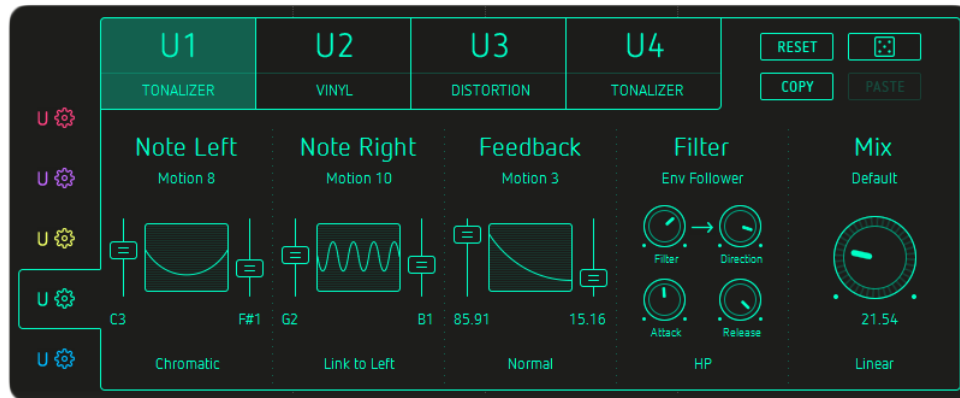 U1 U2 U3 U4
TONALIZER VINYL DISTORTION TONALIZER
RESET
COPY PASTE
U
U
U
U
U
Note Left Note Right Feedback Filter Mix
Motion 8 Motion 10 Motion 3 Env Follower Default
Filter Direction
C3 F#1 G2 B1 85.91 15.16 21.54
Attack Release
Chromatic Link to Left Normal HP Linear